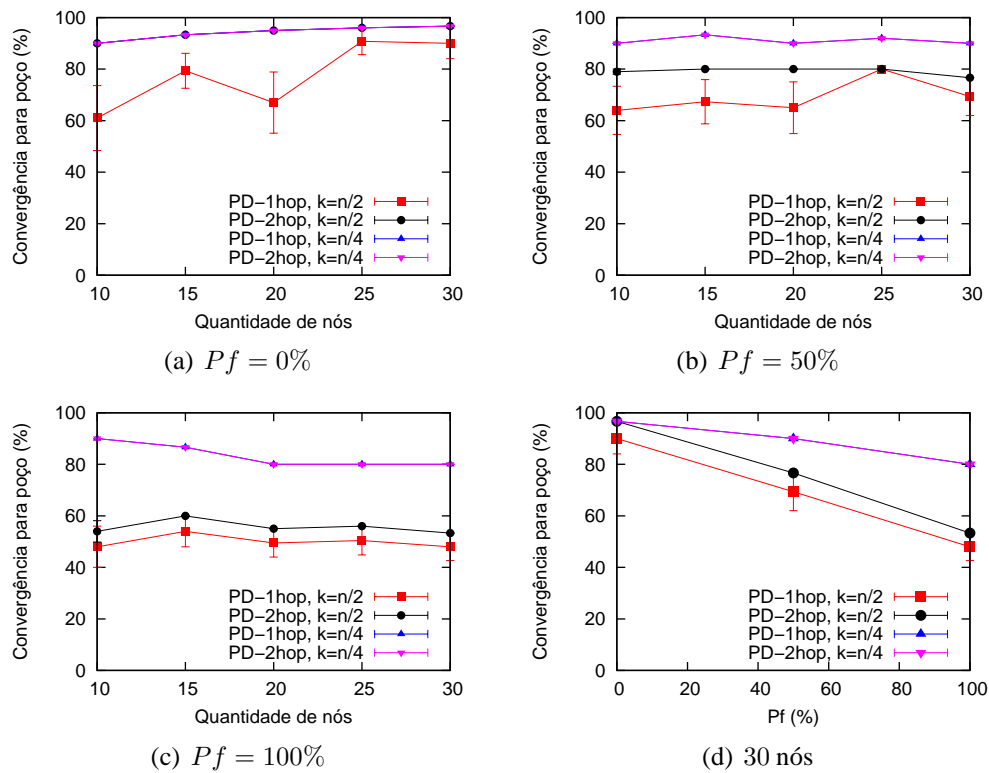 Convergência para poço (%)
100
80
60
40
20
0
PD-1hop, k=n/2
PD-2hop, k=n/2
PD-1hop, k=n/4
PD-2hop, k=n/4
10 15 20 25 30
Quantidade de nós
(a) Pf = 0%
Convergência para poço (%)
100
80
60
40
20
0
PD-1hop, k=n/2
PD-2hop, k=n/2
PD-1hop, k=n/4
PD-2hop, k=n/4
10 15 20 25 30
Quantidade de nós
(b) Pf = 50%
Convergência para poço (%)
100
80
60
40
20
0
PD-1hop, k=n/2
PD-2hop, k=n/2
PD-1hop, k=n/4
PD-2hop, k=n/4
10 15 20 25 30
Quantidade de nós
(c) Pf = 100%
Convergência para poço (%)
100
80
60
40
20
0
PD-1hop, k=n/2
PD-2hop, k=n/2
PD-1hop, k=n/4
PD-2hop, k=n/4
0 20 40 60 80 100
Pf (%)
(d) 30 nós